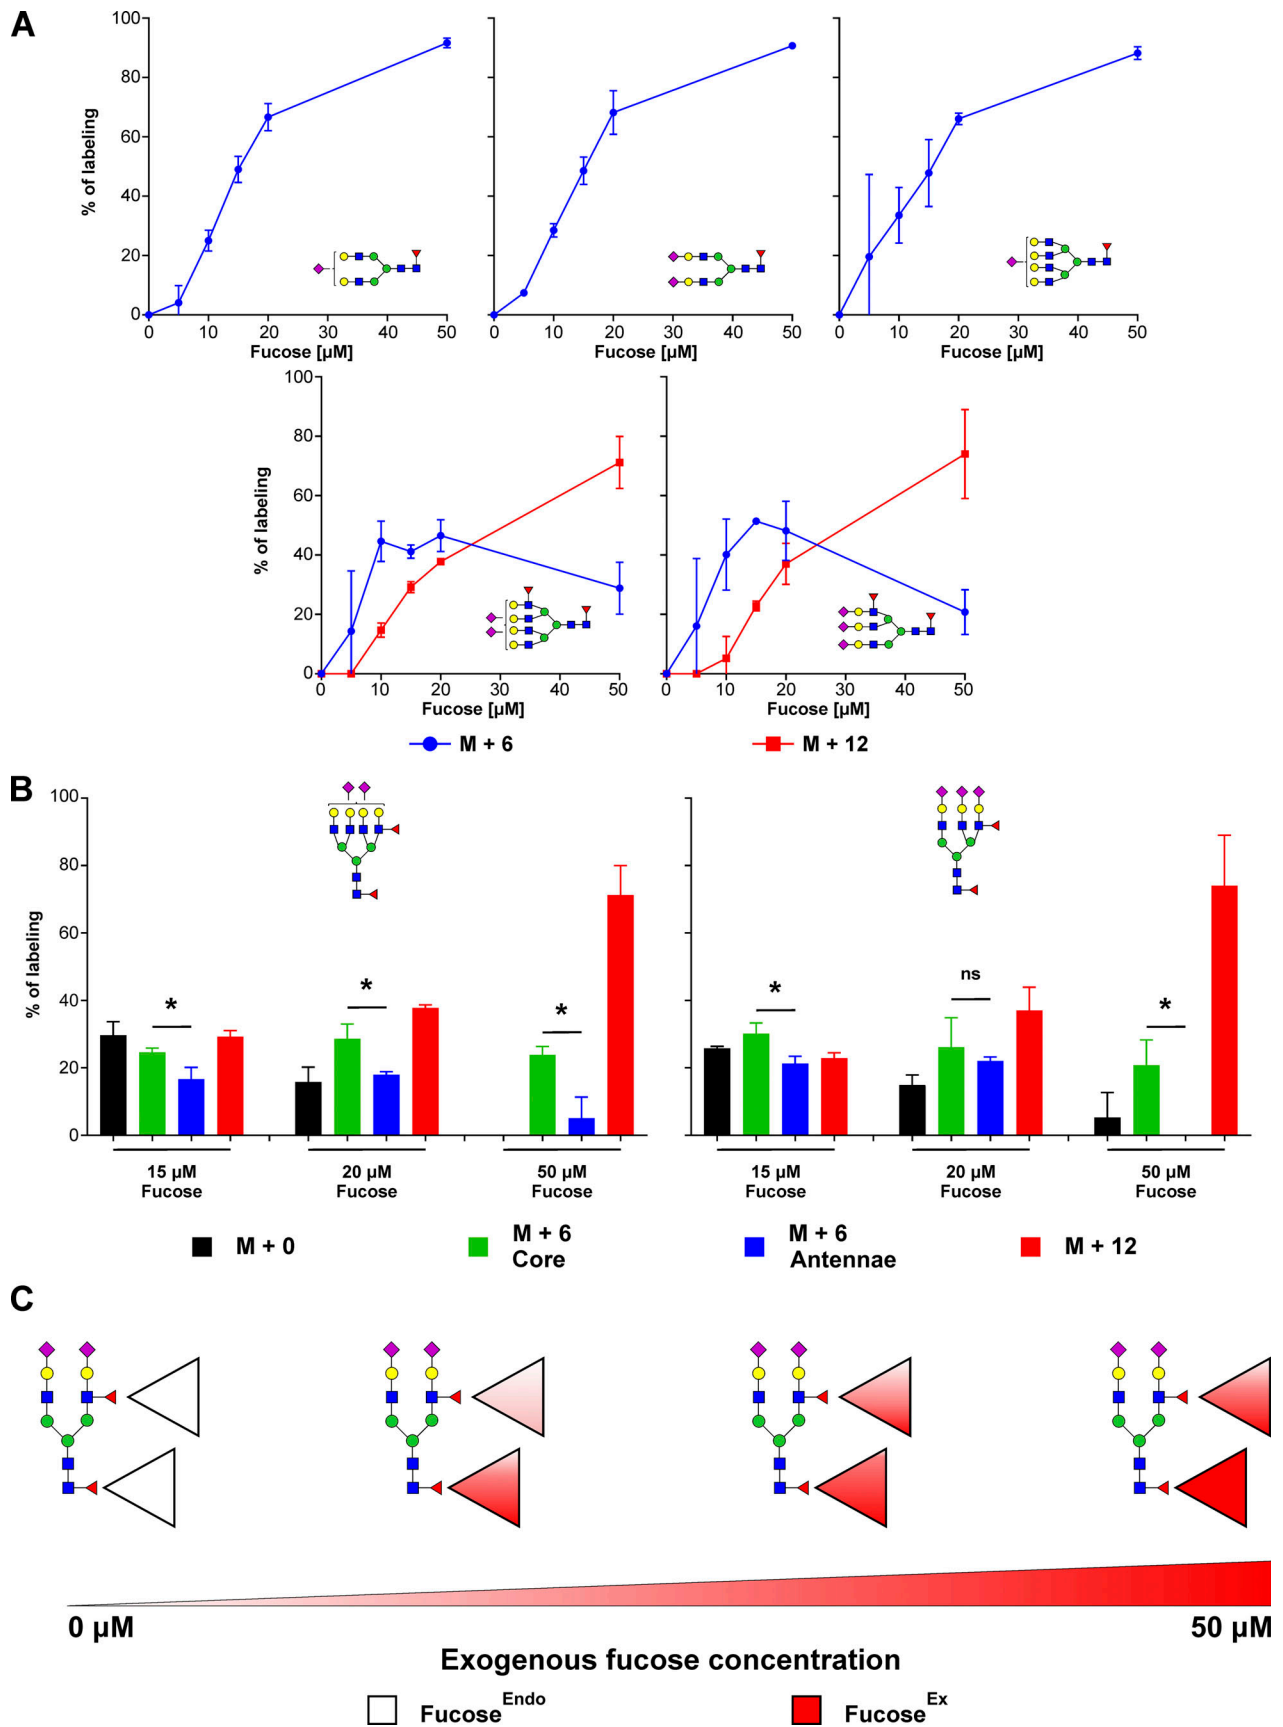 A
100
80
60
40
20
0
% of labeling
0 10 20 30 40 50
Fucose [µM]
0 10 20 30 40 50
Fucose [µM]
0 10 20 30 40 50
Fucose [µM]
100
80
60
40
20
0
% of labeling
0 10 20 30 40 50
Fucose [µM]
0 10 20 30 40 50
Fucose [µM]
M + 6
M + 12
B
100
80
60
40
20
0
% of labeling
*
*
*
15 µM
Fucose
20 µM
Fucose
50 µM
Fucose
*
ns
*
15 µM
Fucose
20 µM
Fucose
50 µM
Fucose
M + 0
M + 6
Core
M + 6
Antennae
M + 12
C
0 µM
50 µM
Exogenous fucose concentration
Fucose Endo
Fucose Ex